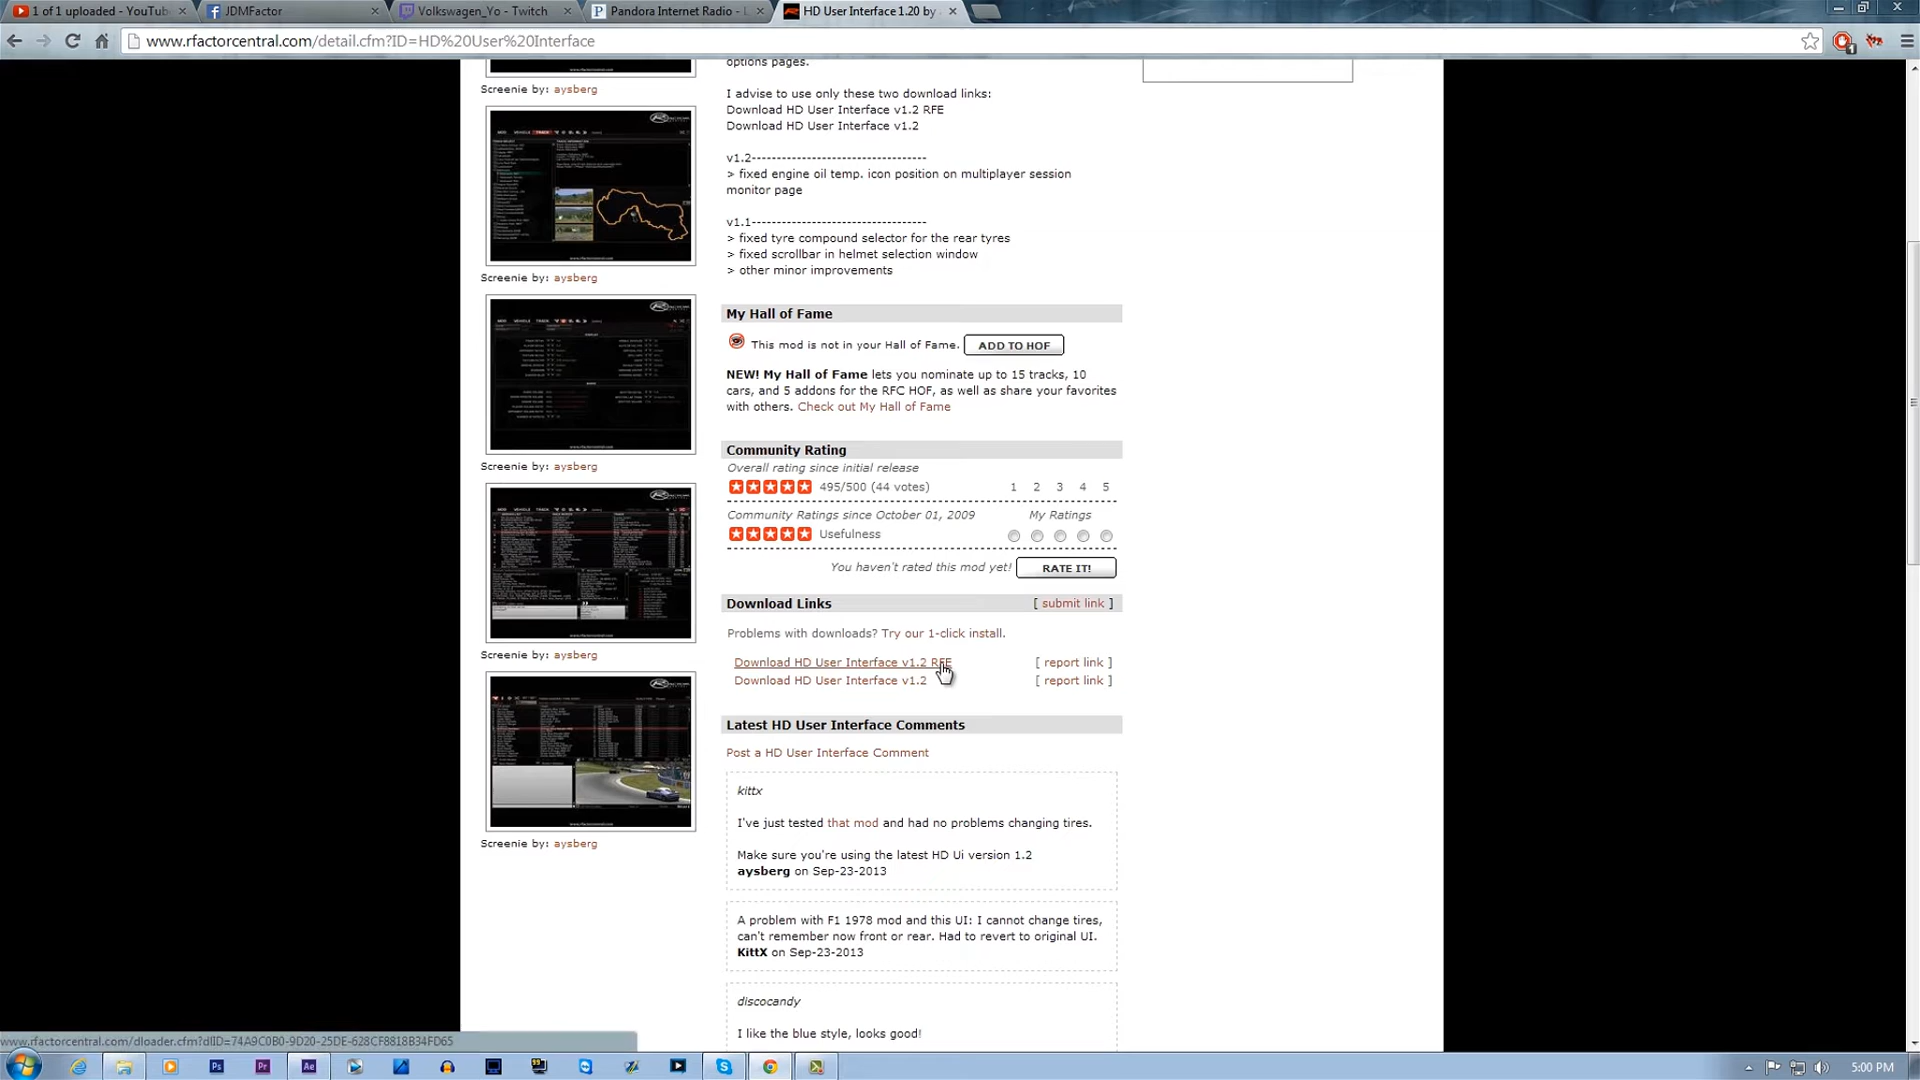 1 of 1 uploaded - YouTub
JDMFactor
Volkswagen_Yo - Twitch
Pandora Internet Radio - L
HD User Interface 1.20 by
www.rfactorcentral.com/detail.cfm?ID=HD%20User%20Interface
options pages.
I advise to use only these two download links:
Download HD User Interface v1.2 RFE
Download HD User Interface v1.2
v1.2-----------------------------------
> fixed engine oil temp. icon position on multiplayer session
monitor page
v1.1-----------------------------------
> fixed tyre compound selector for the rear tyres
> fixed scrollbar in helmet selection window
> other minor improvements
Screenie by: aysberg
Screenie by: aysberg
Screenie by: aysberg
Screenie by: aysberg
Screenie by: aysberg
My Hall of Fame
This mod is not in your Hall of Fame. ADD TO HOF
NEW! My Hall of Fame lets you nominate up to 15 tracks, 10
cars, and 5 addons for the RFC HOF, as well as share your favorites
with others. Check out My Hall of Fame
Community Rating
Overall rating since initial release
495/500 (44 votes) 1 2 3 4 5
Community Ratings since October 01, 2009 My Ratings
Usefulness
You haven't rated this mod yet! RATE IT!
Download Links [ submit link ]
Problems with downloads? Try our 1-click install.
Download HD User Interface v1.2 RFE [ report link ]
Download HD User Interface v1.2 [ report link ]
Latest HD User Interface Comments
Post a HD User Interface Comment
kittx
I've just tested that mod and had no problems changing tires.
Make sure you're using the latest HD Ui version 1.2
aysberg on Sep-23-2013
A problem with F1 1978 mod and this UI: I cannot change tires,
can't remember now front or rear. Had to revert to original UI.
KittX on Sep-23-2013
discocandy
I like the blue style, looks good!
www.rfactorcentral.com/dloader.cfm?dlID=74A9C0B0-9D20-25DE-628CF8818B34FD65
Ps
Pr
Ae
5:00 PM